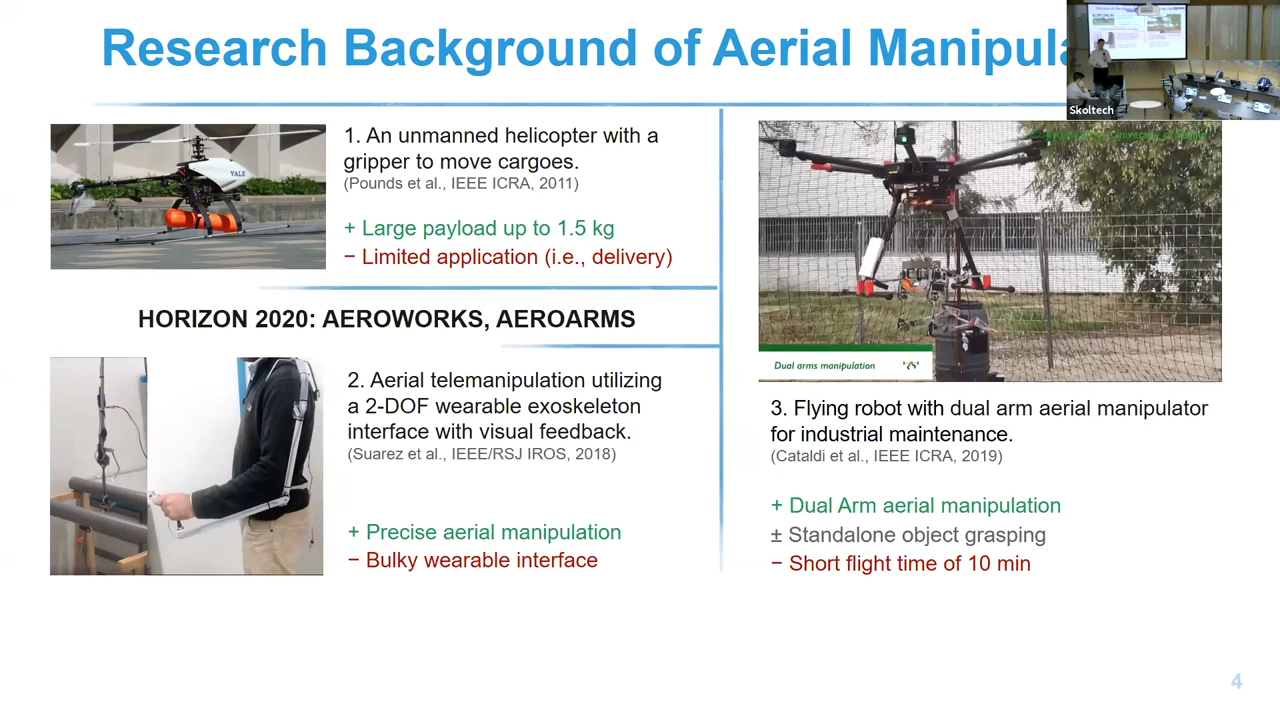 Research Background of Aerial Manipula
Skoltech
YALE
1. An unmanned helicopter with a
gripper to move cargoes.
(Pounds et al., IEEE ICRA, 2011)
+ Large payload up to 1.5 kg
− Limited application (i.e., delivery)
HORIZON 2020: AEROWORKS, AEROARMS
2. Aerial telemanipulation utilizing
a 2-DOF wearable exoskeleton
interface with visual feedback.
(Suarez et al., IEEE/RSJ IROS, 2018)
+ Precise aerial manipulation
− Bulky wearable interface
Dual arms manipulation
3. Flying robot with dual arm aerial manipulator
for industrial maintenance.
(Cataldi et al., IEEE ICRA, 2019)
+ Dual Arm aerial manipulation
± Standalone object grasping
− Short flight time of 10 min
4